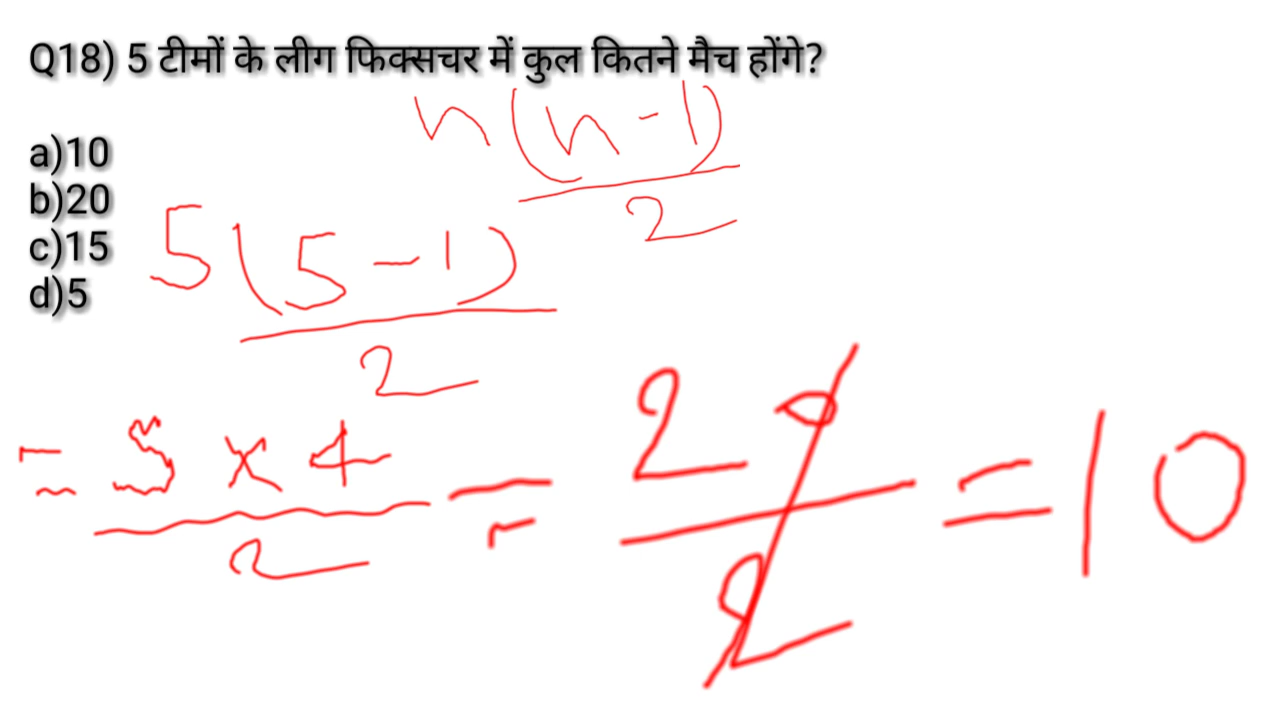 Q18) 5 टीमों के लीग फिक्सचर में कुल कितने मैच होंगे?
n(n-1)
2
a)10
b)20
c)15
d)5
5(5-1)
2
= 5 x 4 = 20 = 10
2 2